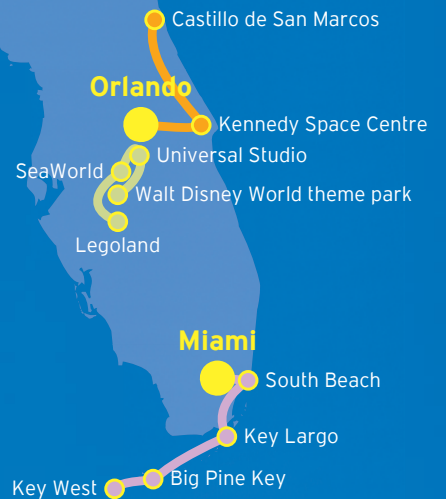 Castillo de San Marcos
Orlando
Kennedy Space Centre
Universal Studio
SeaWorld
Walt Disney World theme park
Legoland
Miami
South Beach
Key Largo
Big Pine Key
Key West